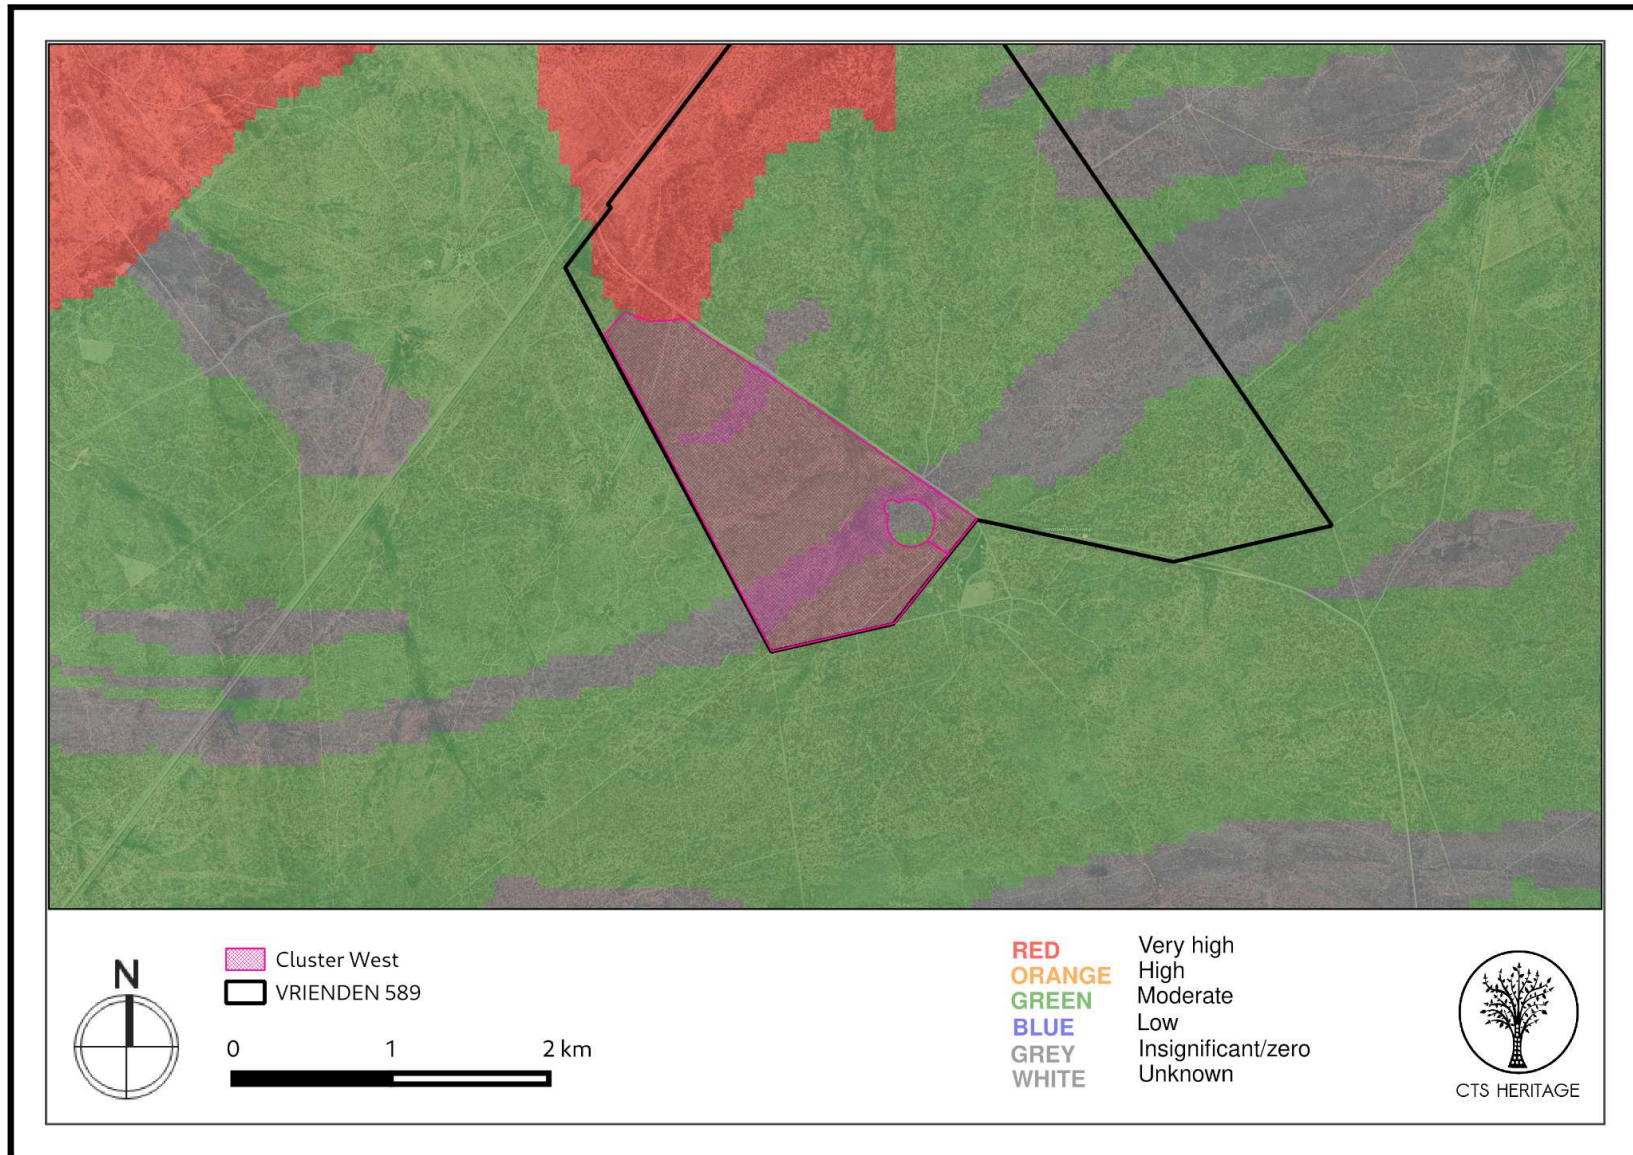 N
Cluster West
VRIENDEN 589
0 1 2 km
RED Very high
ORANGE High
GREEN Moderate
BLUE Low
GREY Insignificant/zero
WHITE Unknown
CTS HERITAGE